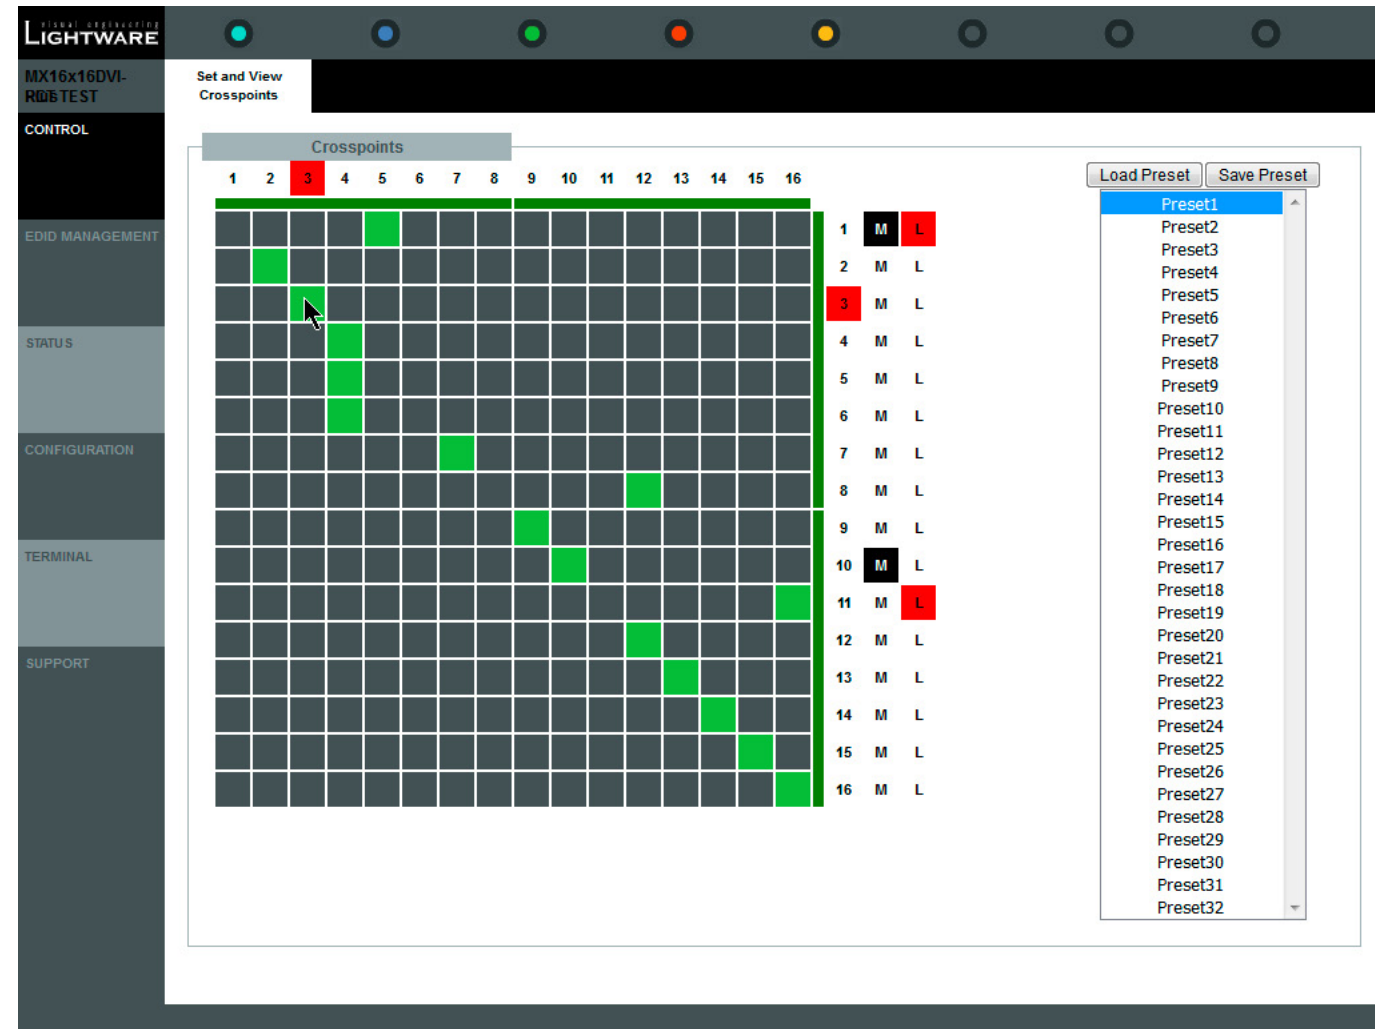 visual engineering
LIGHTWARE
MX16x16DVI-
TEST
Set and View
Crosspoints
CONTROL
EDID MANAGEMENT
STATUS
CONFIGURATION
TERMINAL
SUPPORT
Crosspoints
1 2 3 4 5 6 7 8 9 10 11 12 13 14 15 16
1 M L
2 M L
3 M L
4 M L
5 M L
6 M L
7 M L
8 M L
9 M L
10 M L
11 M L
12 M L
13 M L
14 M L
15 M L
16 M L
Load Preset Save Preset
Preset1
Preset2
Preset3
Preset4
Preset5
Preset6
Preset7
Preset8
Preset9
Preset10
Preset11
Preset12
Preset13
Preset14
Preset15
Preset16
Preset17
Preset18
Preset19
Preset20
Preset21
Preset22
Preset23
Preset24
Preset25
Preset26
Preset27
Preset28
Preset29
Preset30
Preset31
Preset32